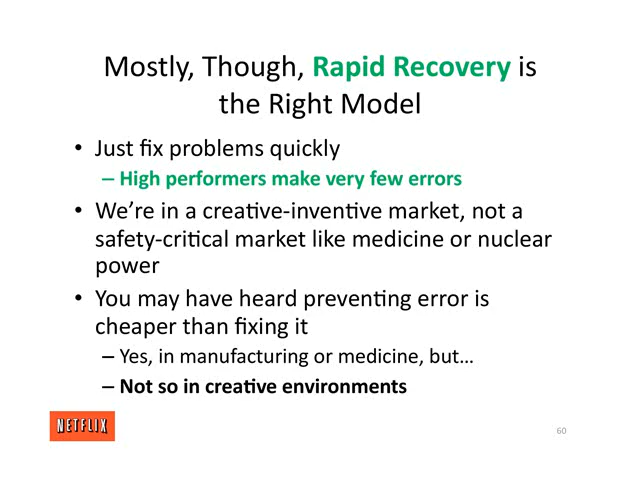 Mostly, Though, Rapid Recovery is
the Right Model
• Just fix problems quickly
– High performers make very few errors
• We’re in a creative-inventive market, not a
safety-critical market like medicine or nuclear
power
• You may have heard preventing error is
cheaper than fixing it
– Yes, in manufacturing or medicine, but…
– Not so in creative environments
NETFLIX
60